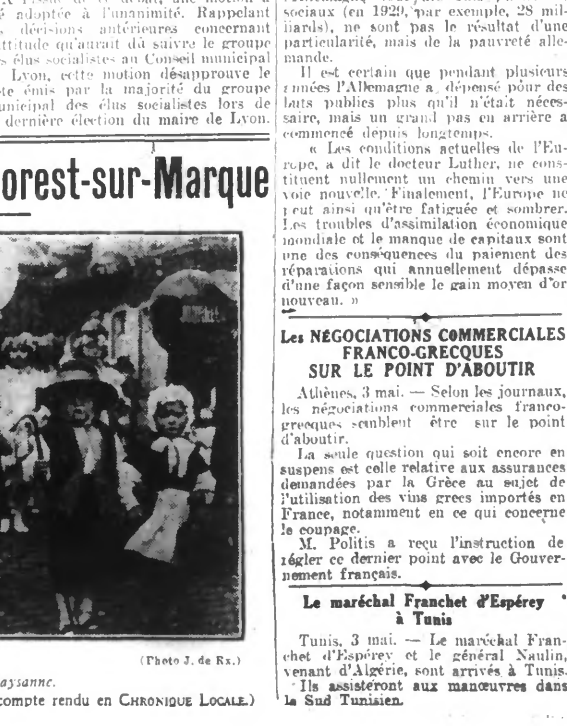 é adoptée à l'unanimité. Rappelant
décisions antérieures concernant
attitude qu'aurait dû suivre le groupe
s élus socialistes au Conseil municipal
Lyon, cette motion désapprouve le
te émis par la majorité du groupe
unicipal des élus socialistes lors de
dernière élection du maire de Lyon.
orest-sur-Marque
(Photo J. de Rx.)
aysanne.
compte rendu en CHRONIQUE LOCALE.)
sociaux (en 1929, par exemple, 28 mil-
liards), ne sont pas le résultat d'une
particularité, mais de la pauvreté alle-
mande.
Il est certain que pendant plusieurs
années l'Allemagne a dépensé pour des
buts publics plus qu'il n'était néces-
saire, mais un grand pas en arrière a
commencé depuis longtemps.
« Les conditions actuelles de l'Eu-
rope, a dit le docteur Luther, ne cons-
tituent nullement un chemin vers une
voie nouvelle. Finalement, l'Europe ne
peut ainsi qu'être fatiguée et sombrer.
Les troubles d'assimilation économique
mondiale et le manque de capitaux sont
une des conséquences du paiement des
réparations qui annuellement dépasse
d'une façon sensible le gain moyen d'or
nouveau. »
Les NÉGOCIATIONS COMMERCIALES
FRANCO-GRECQUES
SUR LE POINT D'ABOUTIR
Athènes, 3 mai. — Selon les journaux,
les négociations commerciales franco-
grecques semblent être sur le point
d'aboutir.
La seule question qui soit encore en
suspens est celle relative aux assurances
demandées par la Grèce au sujet de
l'utilisation des vins grecs importés en
France, notamment en ce qui concerne
le coupage.
M. Politis a reçu l'instruction de
régler ce dernier point avec le Gouver-
nement français.
Le maréchal Franchet d'Espérey
à Tunis
Tunis, 3 mai. — Le maréchal Fran-
chet d'Espérey et le général Naulin,
venant d'Algérie, sont arrivés à Tunis.
Ils assisteront aux manœuvres dans
le Sud Tunisien.